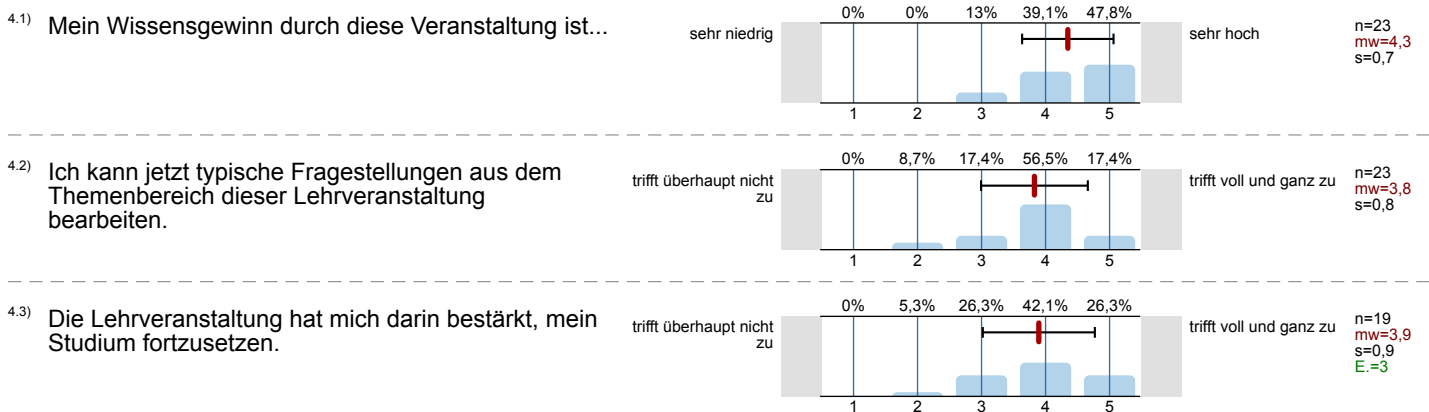 4.1) Mein Wissensgewinn durch diese Veranstaltung ist...
sehr niedrig
0% 0% 13% 39,1% 47,8%
1 2 3 4 5
sehr hoch
n=23
mw=4,3
s=0,7
4.2) Ich kann jetzt typische Fragestellungen aus dem
Themenbereich dieser Lehrveranstaltung
bearbeiten.
trifft überhaupt nicht
zu
0% 8,7% 17,4% 56,5% 17,4%
1 2 3 4 5
trifft voll und ganz zu
n=23
mw=3,8
s=0,8
4.3) Die Lehrveranstaltung hat mich darin bestärkt, mein
Studium fortzusetzen.
trifft überhaupt nicht
zu
0% 5,3% 26,3% 42,1% 26,3%
1 2 3 4 5
trifft voll und ganz zu
n=19
mw=3,9
s=0,9
E.=3